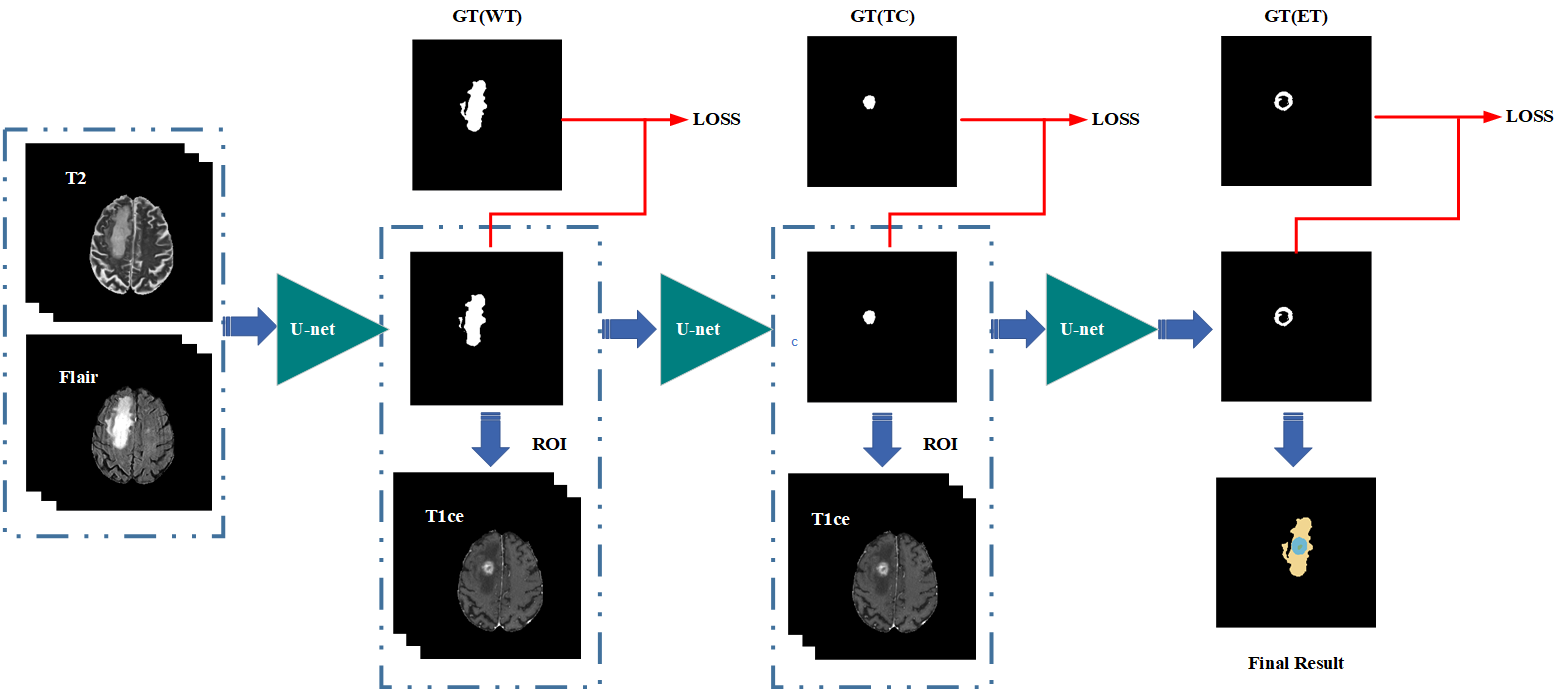 GT(WT)
GT(TC)
GT(ET)
LOSS
LOSS
LOSS
T2
Flair
U-net
U-net
U-net
c
ROI
ROI
T1ce
T1ce
Final Result